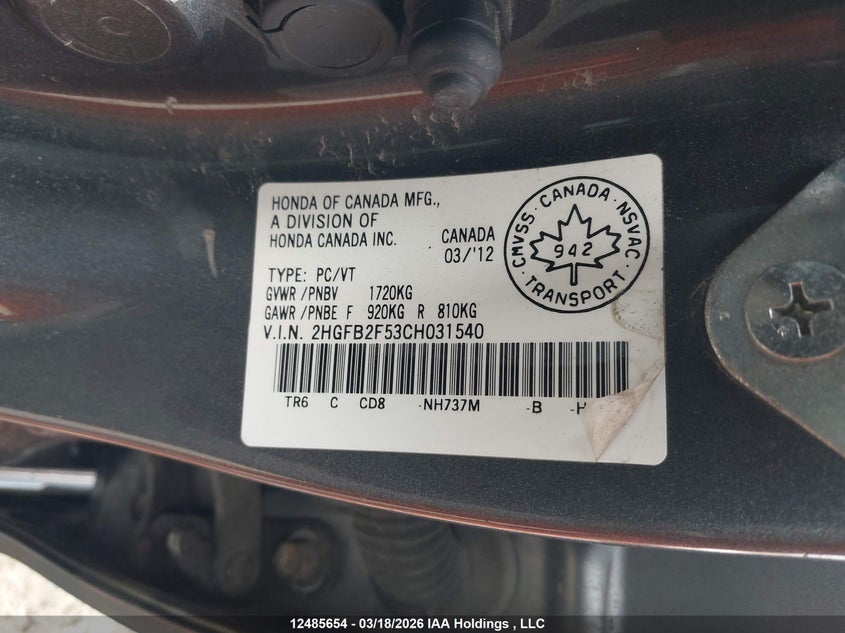 HONDA OF CANADA MFG.,
A DIVISION OF
HONDA CANADA INC.
CANADA
03/'12
CMVSS · CANADA · NSVAC
942
· TRANSPORT ·
TYPE: PC/VT
GVWR /PNBV 1720KG
GAWR /PNBE F 920KG R 810KG
V.I.N. 2HGFB2F53CH031540
TR6 C CD8 -NH737M -B -H
12485654 - 03/18/2026 IAA Holdings , LLC